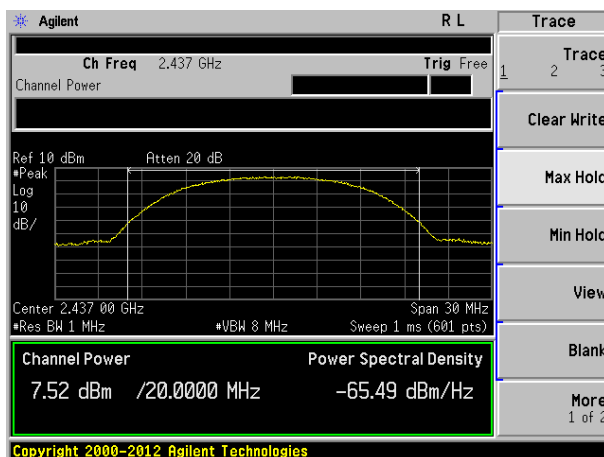 Agilent R L Trace
Ch Freq 2.437 GHz Trig Free
Channel Power
Trace
1 2 3
Clear Write
Max Hold
Min Hold
View
Blank
More
1 of 2
Ref 10 dBm Atten 20 dB
#Peak
Log
10
dB/
Center 2.437 00 GHz Span 30 MHz
#Res BW 1 MHz #VBW 8 MHz Sweep 1 ms (601 pts)
Channel Power Power Spectral Density
7.52 dBm /20.0000 MHz -65.49 dBm/Hz
Copyright 2000-2012 Agilent Technologies